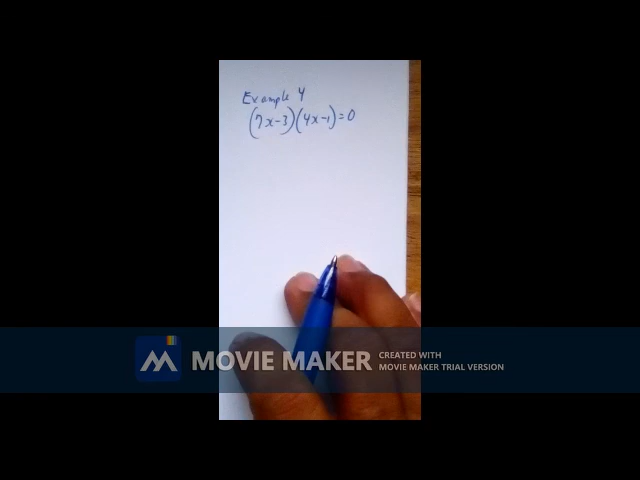 Example 4
(7x-3)(4x-1)=0
MOVIE MAKER
CREATED WITH
MOVIE MAKER TRIAL VERSION